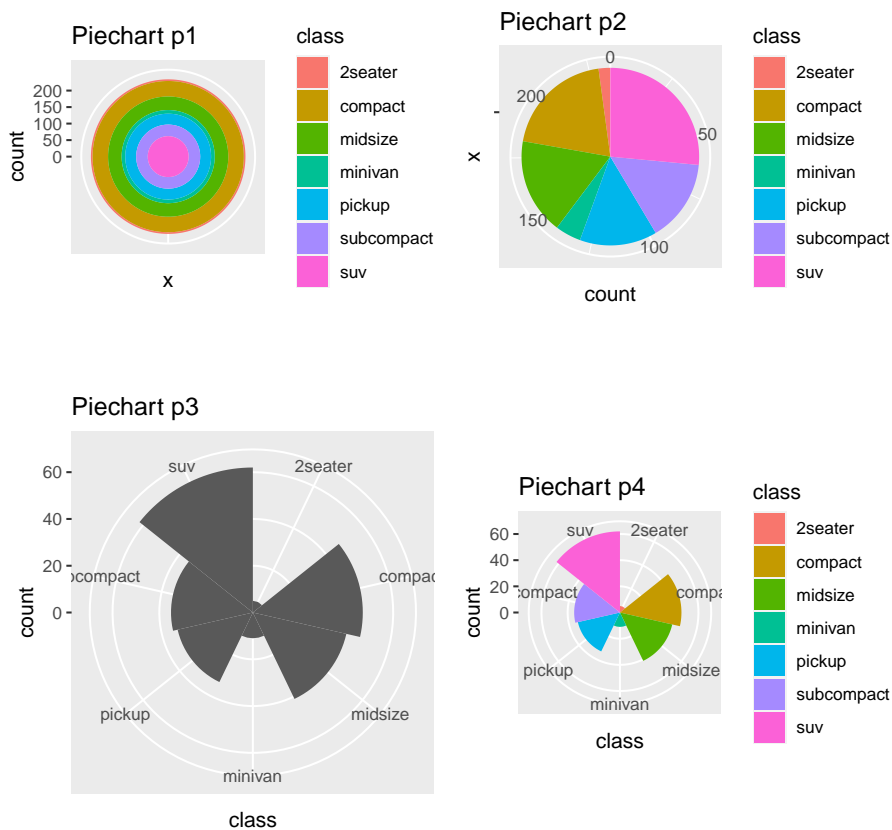 Piechart p1
count
200
150
100
50
0
x
class
2seater
compact
midsize
minivan
pickup
subcompact
suv
Piechart p2
x
0
50
100
150
200
count
class
2seater
compact
midsize
minivan
pickup
subcompact
suv
Piechart p3
count
60
40
20
0
suv
2seater
ocompact
compac
pickup
midsize
minivan
class
Piechart p4
count
60
40
20
0
suv
2seater
compact
compa
pickup
midsize
minivan
class
class
2seater
compact
midsize
minivan
pickup
subcompact
suv